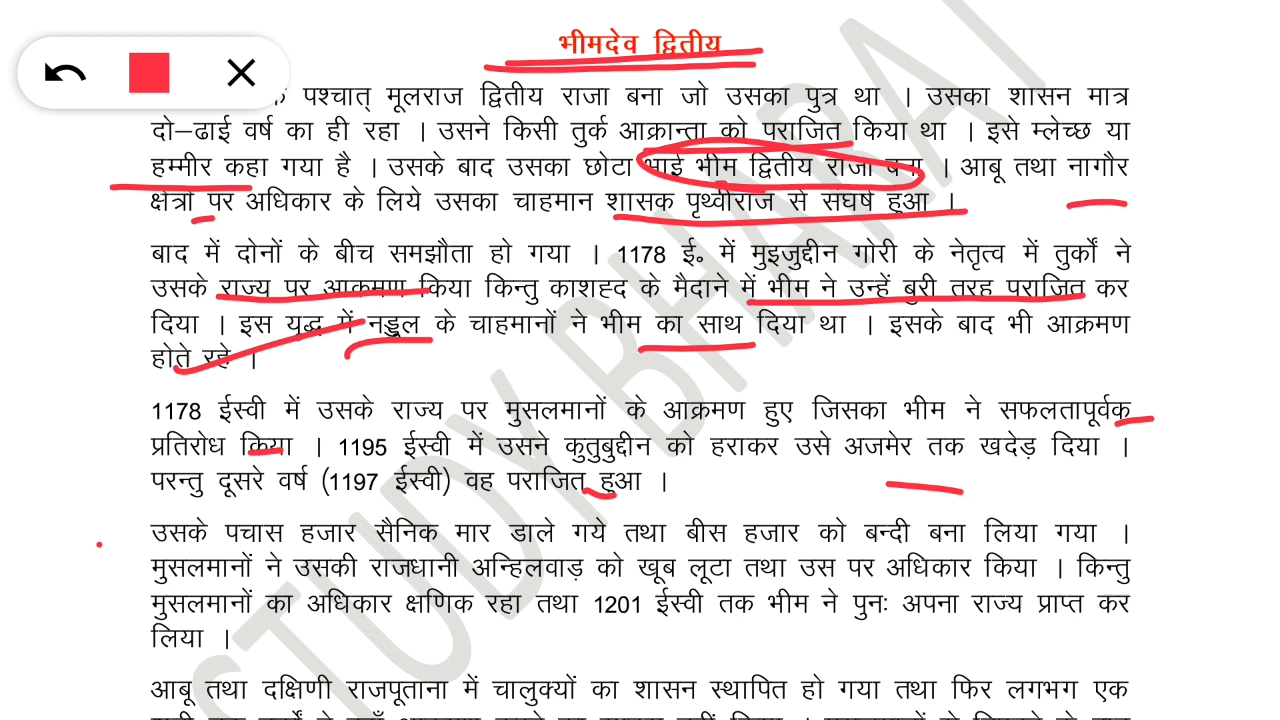 भीमदेव द्वितीय
पश्चात् मूलराज द्वितीय राजा बना जो उसका पुत्र था । उसका शासन मात्र
दो–ढाई वर्ष का ही रहा । उसने किसी तुर्क आक्रान्ता को पराजित किया था । इसे म्लेच्छ या
हम्मीर कहा गया है । उसके बाद उसका छोटा भाई भीम द्वितीय राजा बना । आबू तथा नागौर
क्षेत्रों पर अधिकार के लिये उसका चाहमान शासक पृथ्वीराज से संघर्ष हुआ ।
बाद में दोनों के बीच समझौता हो गया । 1178 ई॰ में मुइजुद्दीन गोरी के नेतृत्व में तुर्कों ने
उसके राज्य पर आक्रमण किया किन्तु काशहद के मैदाने में भीम ने उन्हें बुरी तरह पराजित कर
दिया । इस युद्ध में नड्डुल के चाहमानों ने भीम का साथ दिया था । इसके बाद भी आक्रमण
होते रहे ।
1178 ईस्वी में उसके राज्य पर मुसलमानों के आक्रमण हुए जिसका भीम ने सफलतापूर्वक
प्रतिरोध किया । 1195 ईस्वी में उसने कुतुबुद्दीन को हराकर उसे अजमेर तक खदेड़ दिया ।
परन्तु दूसरे वर्ष (1197 ईस्वी) वह पराजित हुआ ।
उसके पचास हजार सैनिक मार डाले गये तथा बीस हजार को बन्दी बना लिया गया ।
मुसलमानों ने उसकी राजधानी अन्हिलवाड़ को खूब लूटा तथा उस पर अधिकार किया । किन्तु
मुसलमानों का अधिकार क्षणिक रहा तथा 1201 ईस्वी तक भीम ने पुनः अपना राज्य प्राप्त कर
लिया ।
आबू तथा दक्षिणी राजपूताना में चालुक्यों का शासन स्थापित हो गया तथा फिर लगभग एक
STUDY BHARAT